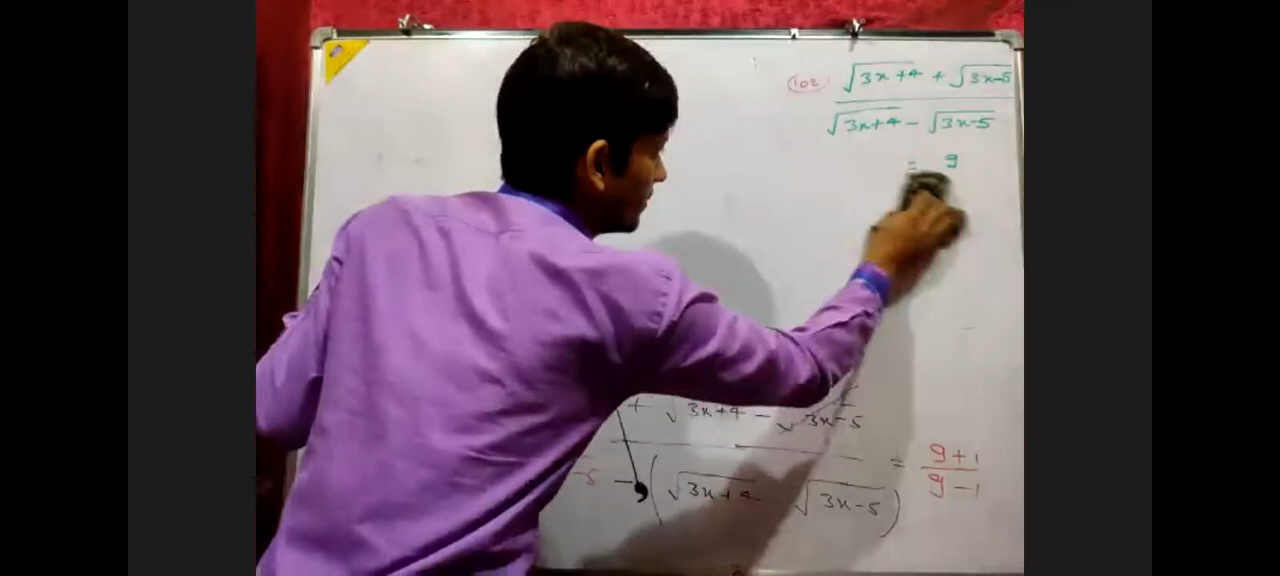 102 √3x+4 + √3x-5
√3x+4 - √3x-5
= 9
+ √3x+4 - √3x-5
-5 - ( √3x+4 √3x-5 )
= 9+1
9-1